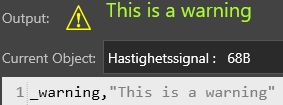 Output: This is a warning
Current Object: Hastighetssignal : 68B
1 _warning,"This is a warning"